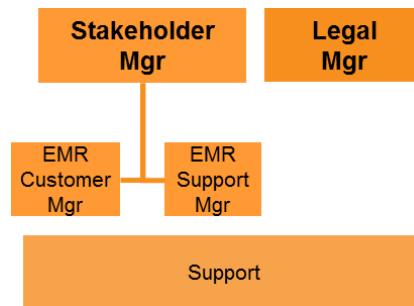 Stakeholder
Mgr
Legal
Mgr
EMR
Customer
Mgr
EMR
Support
Mgr
Support